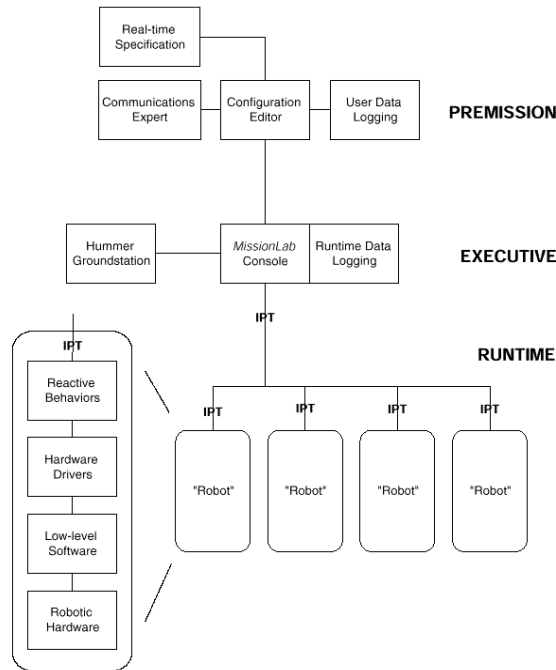 Real-time
Specification
Communications
Expert
Configuration
Editor
User Data
Logging
PREMISSION
Hummer
Groundstation
MissionLab
Console
Runtime Data
Logging
EXECUTIVE
IPT
RUNTIME
IPT
Reactive
Behaviors
Hardware
Drivers
Low-level
Software
Robotic
Hardware
IPT
IPT
IPT
IPT
"Robot"
"Robot"
"Robot"
"Robot"